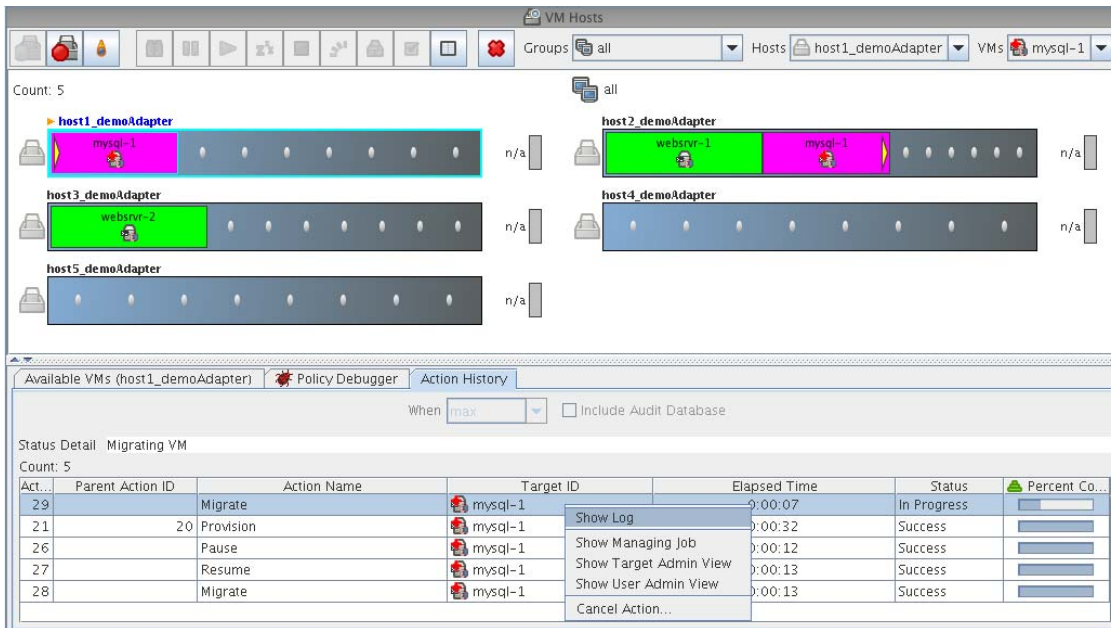 VM Hosts
Groups all Hosts host1_demoAdapter VMs mysql-1
Count: 5 all
host1_demoAdapter host2_demoAdapter
mysql-1 n/a websrvr-1 mysql-1 n/a
host3_demoAdapter host4_demoAdapter
websrvr-2 n/a n/a
host5_demoAdapter
n/a
Available VMs (host1_demoAdapter) Policy Debugger Action History
When max Include Audit Database
Status Detail Migrating VM
Count: 5
Act... Parent Action ID Action Name Target ID Elapsed Time Status Percent Co...
29 Migrate mysql-1 0:00:07 In Progress
21 20 Provision mysql-1 0:00:32 Success
26 Pause mysql-1 0:00:12 Success
27 Resume mysql-1 0:00:13 Success
28 Migrate mysql-1 0:00:13 Success
Show Log
Show Managing Job
Show Target Admin View
Show User Admin View
Cancel Action...